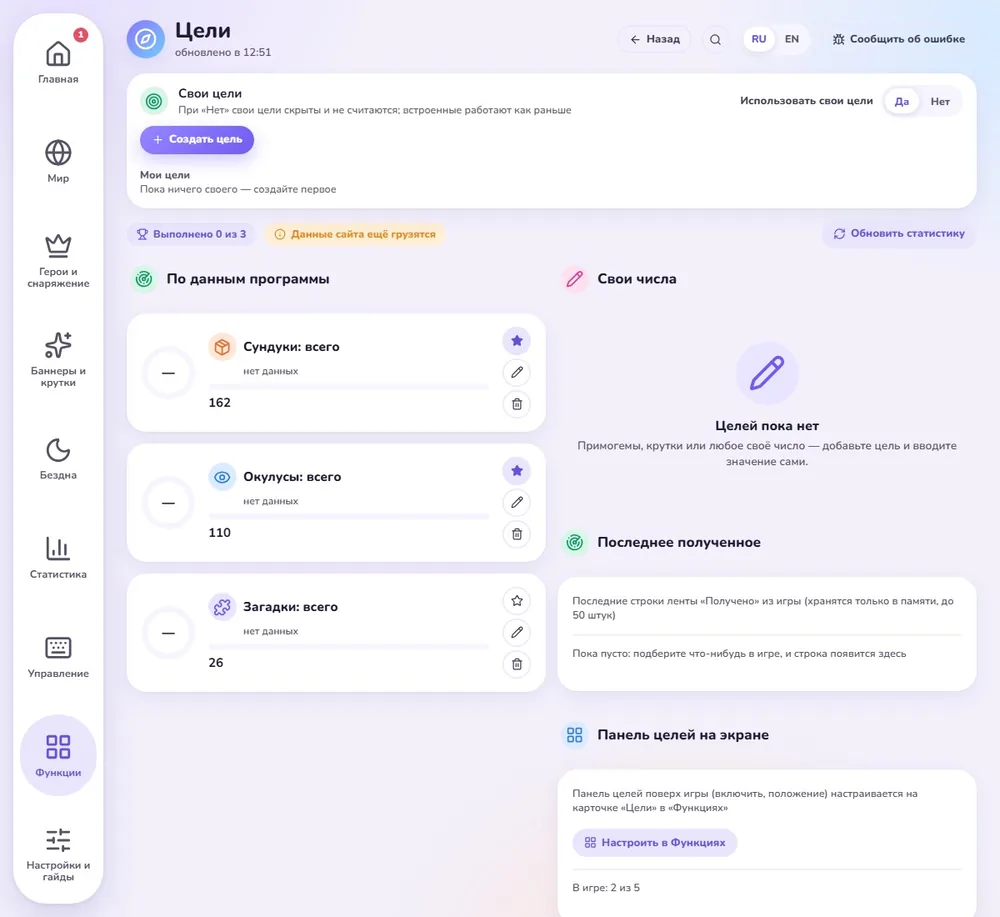 1
Главная
Мир
Герои и
снаряжение
Баннеры и
крутки
Бездна
Статистика
Управление
Функции
Настройки и
гайды
Цели
обновлено в 12:51
Назад
RU
EN
Сообщить об ошибке
Свои цели
При «Нет» свои цели скрыты и не считаются; встроенные работают как раньше
Использовать свои цели
Да
Нет
+ Создать цель
Мои цели
Пока ничего своего — создайте первое
Выполнено 0 из 3
Данные сайта ещё грузятся
Обновить статистику
По данным программы
—
Сундуки: всего
нет данных
162
—
Окулусы: всего
нет данных
110
—
Загадки: всего
нет данных
26
Свои числа
Целей пока нет
Примогемы, крутки или любое своё число — добавьте цель и вводите
значение сами.
Последнее полученное
Последние строки ленты «Получено» из игры (хранятся только в памяти, до
50 штук)
Пока пусто: подберите что-нибудь в игре, и строка появится здесь
Панель целей на экране
Панель целей поверх игры (включить, положение) настраивается на
карточке «Цели» в «Функциях»
Настроить в Функциях
В игре: 2 из 5